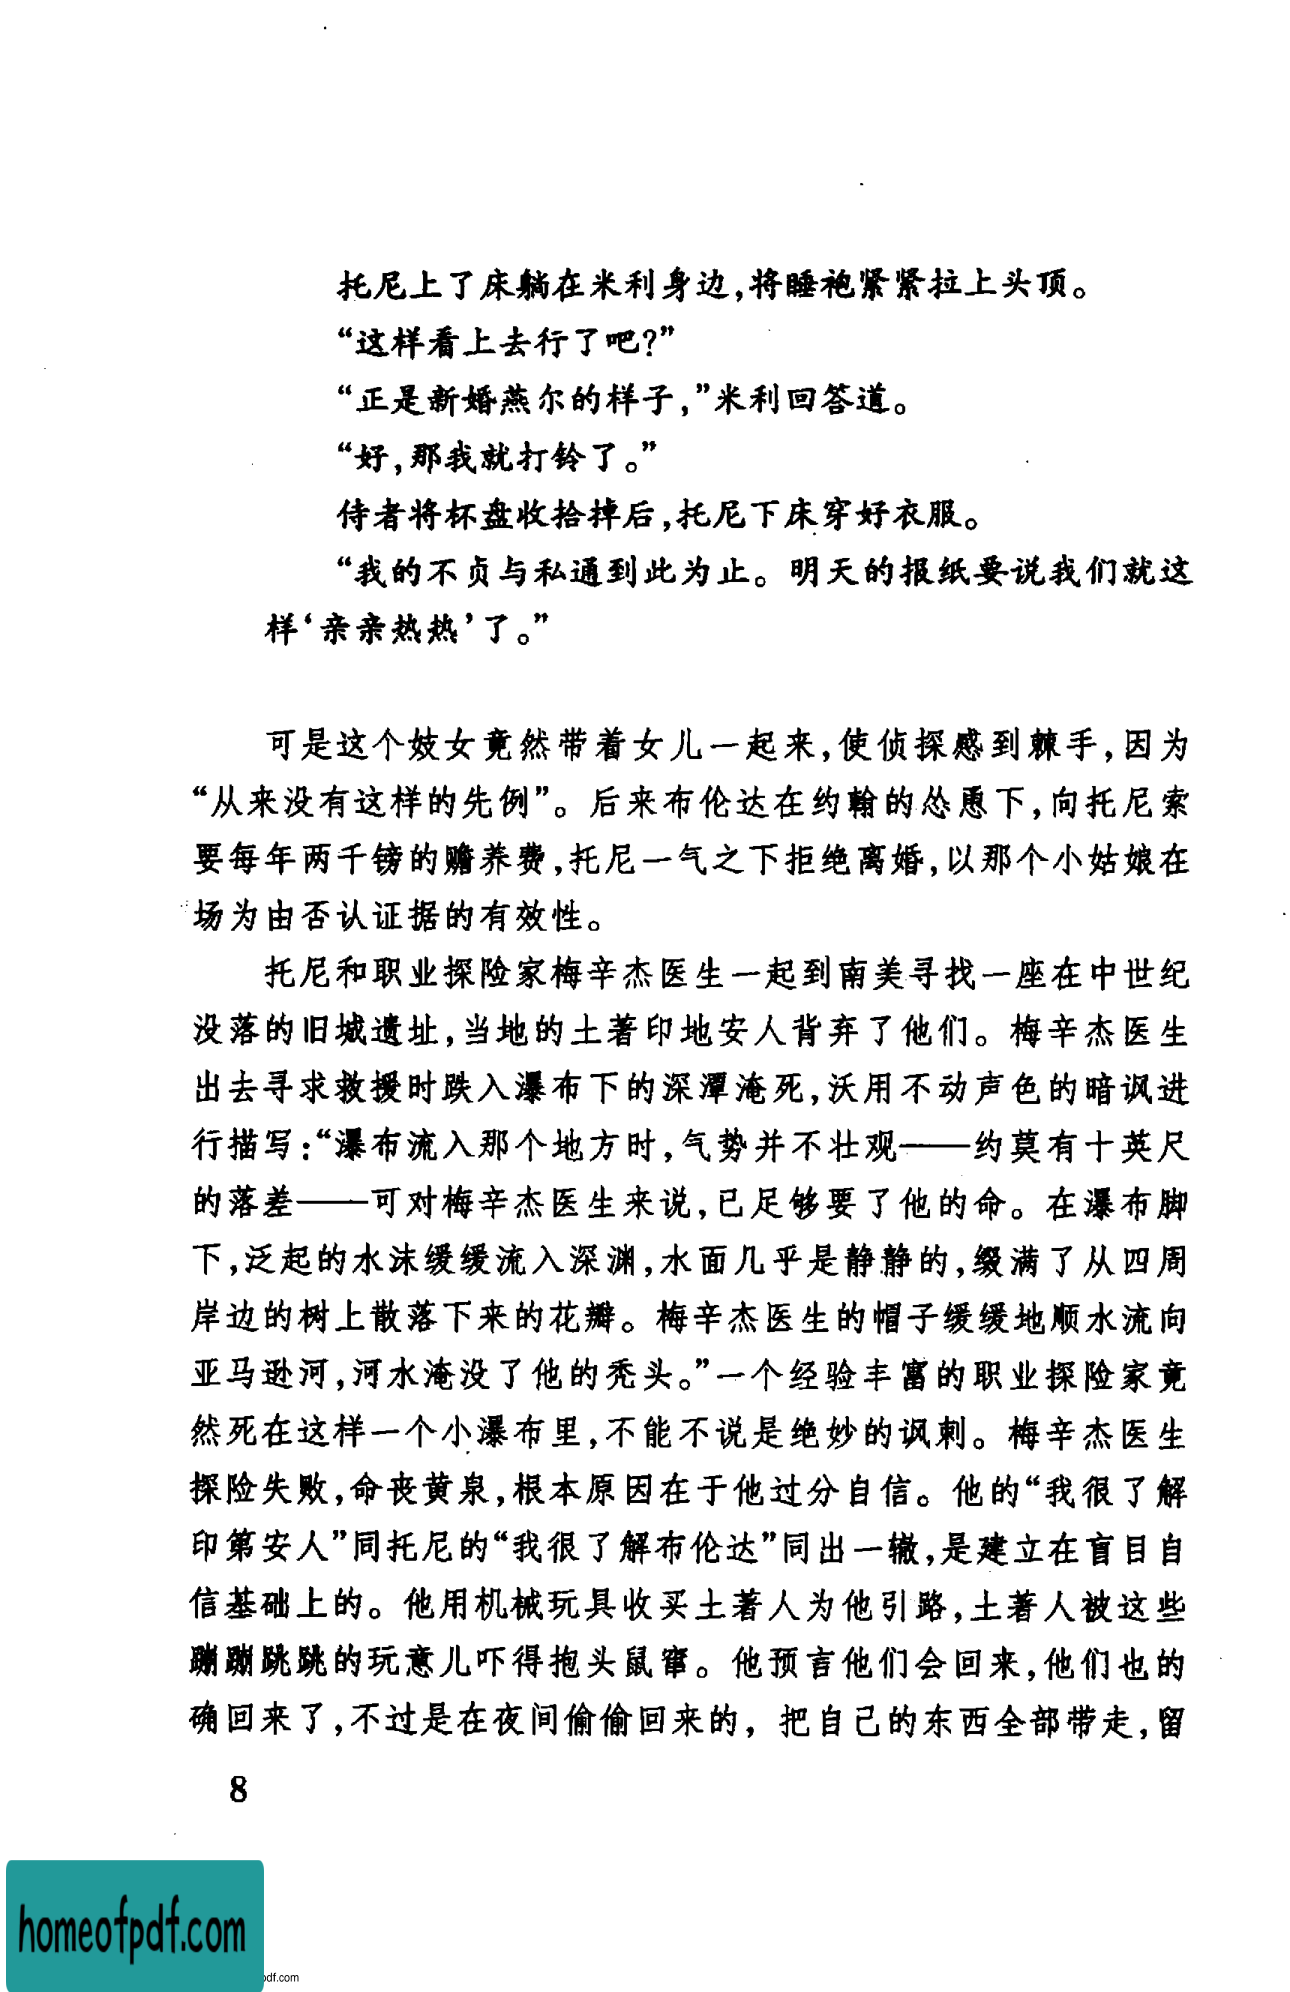 托尼上了床躺在米利身边,将睡袍紧紧拉上头顶。
“这样看上去行了吧?”
“正是新婚燕尔的样子,”米利回答道。
“好,那我就打铃了。”
侍者将杯盘收拾掉后,托尼下床穿好衣服。
“我的不贞与私通到此为止。明天的报纸要说我们就这
样‘亲亲热热’了。”
可是这个妓女竟然带着女儿一起来,使侦探感到棘手,因为
“从来没有这样的先例”。后来布伦达在约翰的怂恿下,向托尼索
要每年两千镑的赡养费,托尼一气之下拒绝离婚,以那个小姑娘在
场为由否认证据的有效性。
托尼和职业探险家梅辛杰医生一起到南美寻找一座在中世纪
没落的旧城遗址,当地的土著印地安人背弃了他们。梅辛杰医生
出去寻求救援时跌入瀑布下的深潭淹死,沃用不动声色的暗讽进
行描写:“瀑布流入那个地方时,气势并不壮观——约莫有十英尺
的落差——可对梅辛杰医生来说,已足够要了他的命。在瀑布脚
下,泛起的水沫缓缓流入深渊,水面几乎是静静的,缀满了从四周
岸边的树上散落下来的花瓣。梅辛杰医生的帽子缓缓地顺水流向
亚马逊河,河水淹没了他的秃头。”一个经验丰富的职业探险家竟
然死在这样一个小瀑布里,不能不说是绝妙的讽刺。梅辛杰医生
探险失败,命丧黄泉,根本原因在于他过分自信。他的“我很了解
印第安人”同托尼的“我很了解布伦达”同出一辙,是建立在盲目自
信基础上的。他用机械玩具收买土著人为他引路,土著人被这些
蹦蹦跳跳的玩意儿吓得抱头鼠窜。他预言他们会回来,他们也的
确回来了,不过是在夜间偷偷回来的，把自己的东西全部带走,留
8
homeofpdf.com
pdf.com